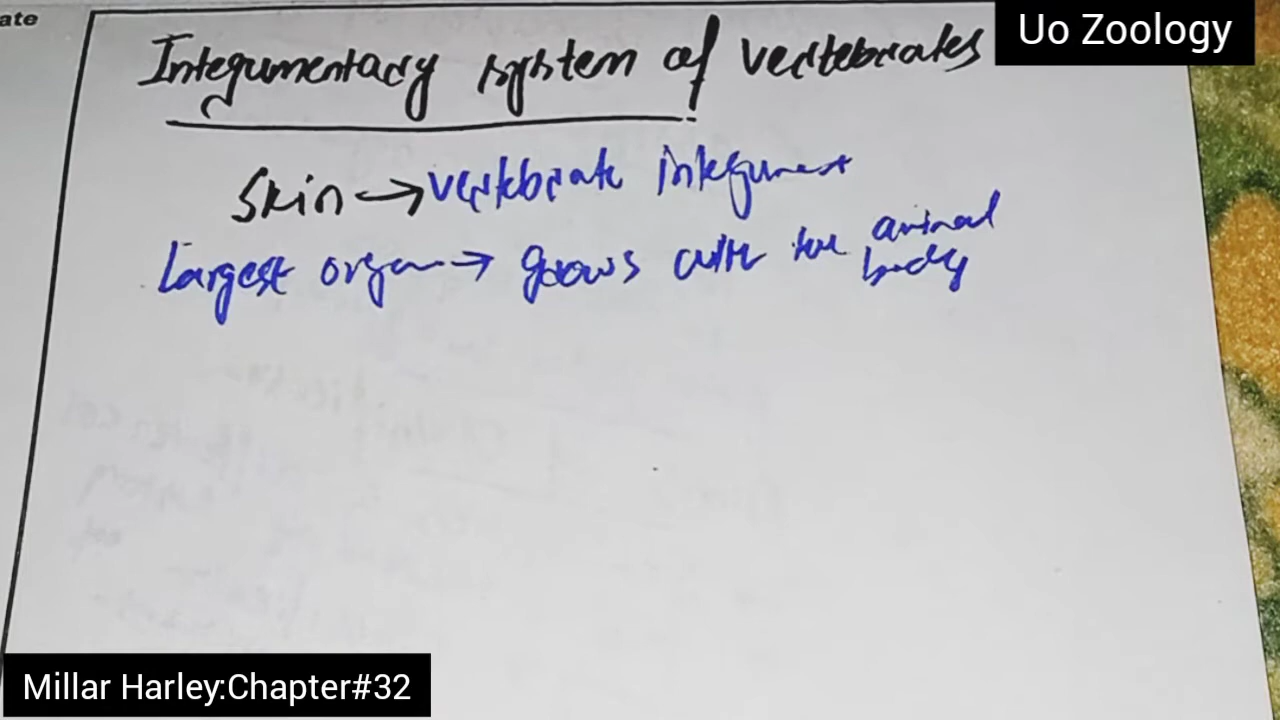 ate
Uo Zoology
Integumentary system of vertebrates
Skin → vertebrate integument
Largest organ → grows with the animal body
Millar Harley:Chapter#32